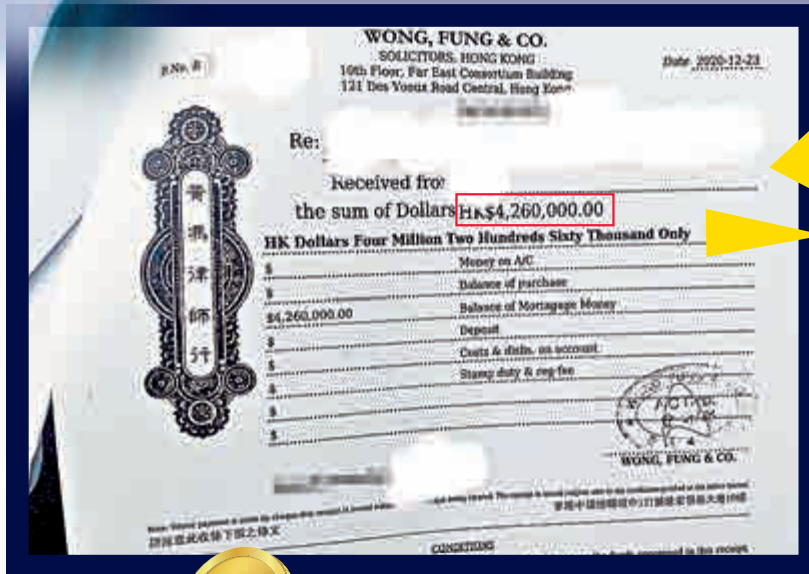 WONG, FUNG & CO.
SOLICITORS, HONG KONG
10th Floor, Far East Consortium Building
121 Des Voeux Road Central, Hong Kong
Date 2020-12-23
Re:
Received from
the sum of Dollars HK$4,260,000.00
HK Dollars Four Million Two Hundreds Sixty Thousand Only
$ Money on A/C
$ Balance of purchase
$4,260,000.00 Balance of Mortagage Money
$ Deposit
$ Costs & disbs. on account
$ Stamp duty & reg fee
$
$
$
黃馮律師行
WONG, FUNG & CO.
CONDITIONS